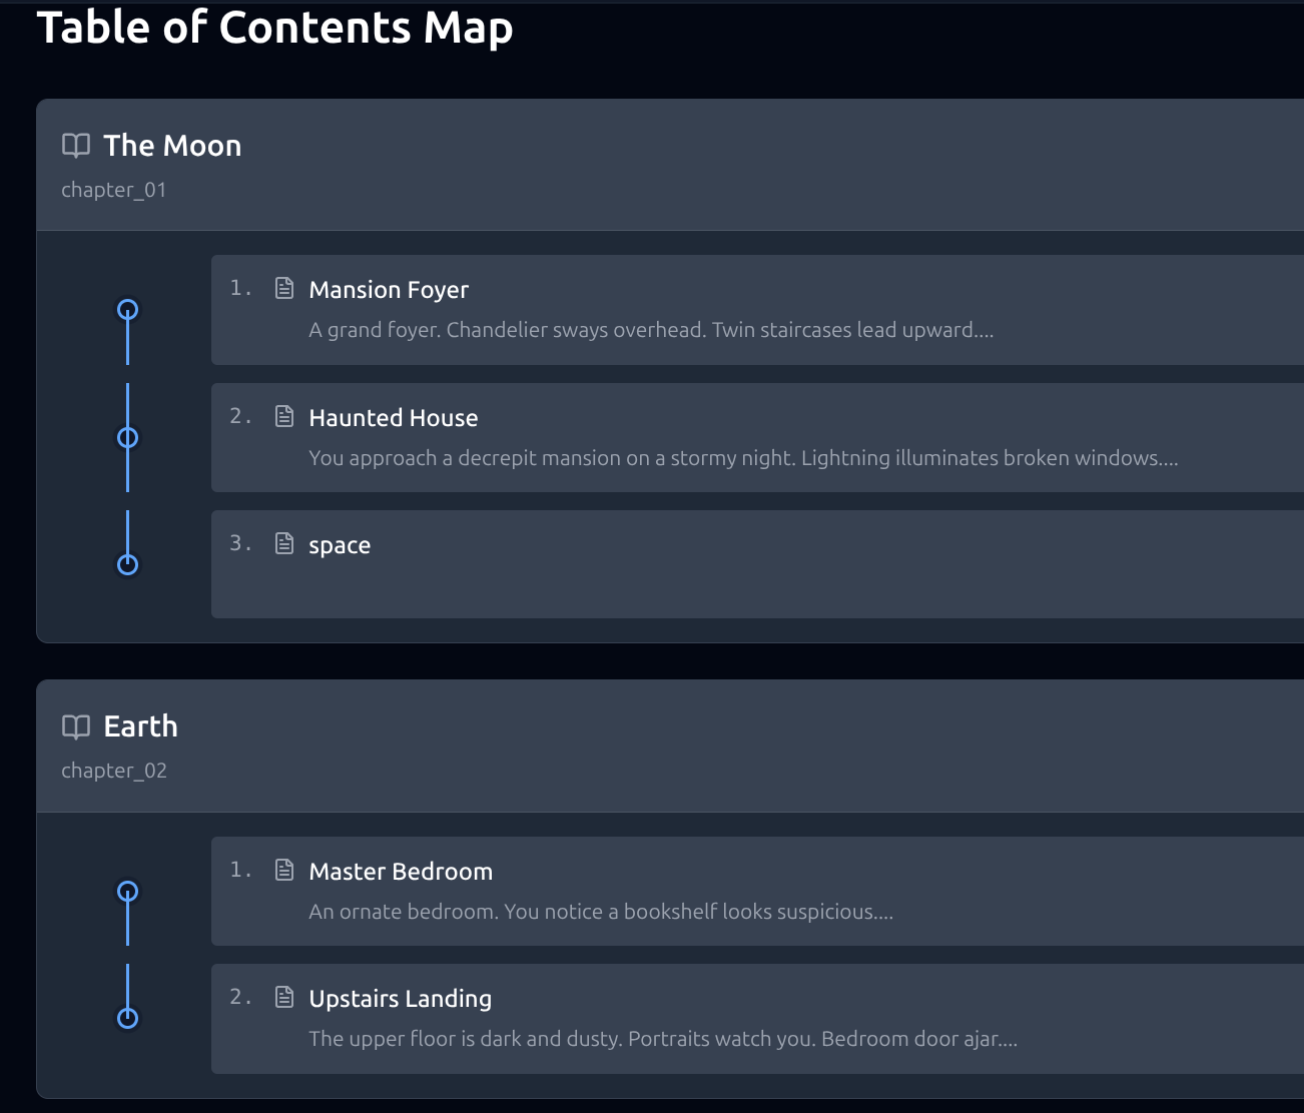 Table of Contents Map
The Moon
chapter_01
1. Mansion Foyer
A grand foyer. Chandelier sways overhead. Twin staircases lead upward....
2. Haunted House
You approach a decrepit mansion on a stormy night. Lightning illuminates broken windows....
3. space
Earth
chapter_02
1. Master Bedroom
An ornate bedroom. You notice a bookshelf looks suspicious....
2. Upstairs Landing
The upper floor is dark and dusty. Portraits watch you. Bedroom door ajar....